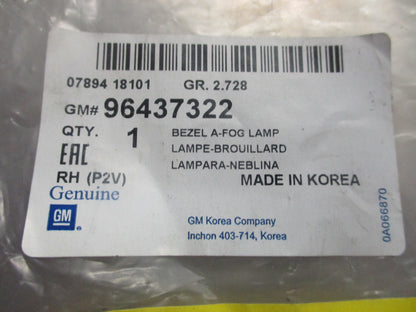 07894 18101 GR. 2.728
GM# 96437322
QTY. 1 BEZEL A-FOG LAMP
EAC LAMPE-BROUILLARD
LAMPARA-NEBLINA
RH (P2V) MADE IN KOREA
Genuine
GM
GM Korea Company
Inchon 403-714, Korea
0A066870